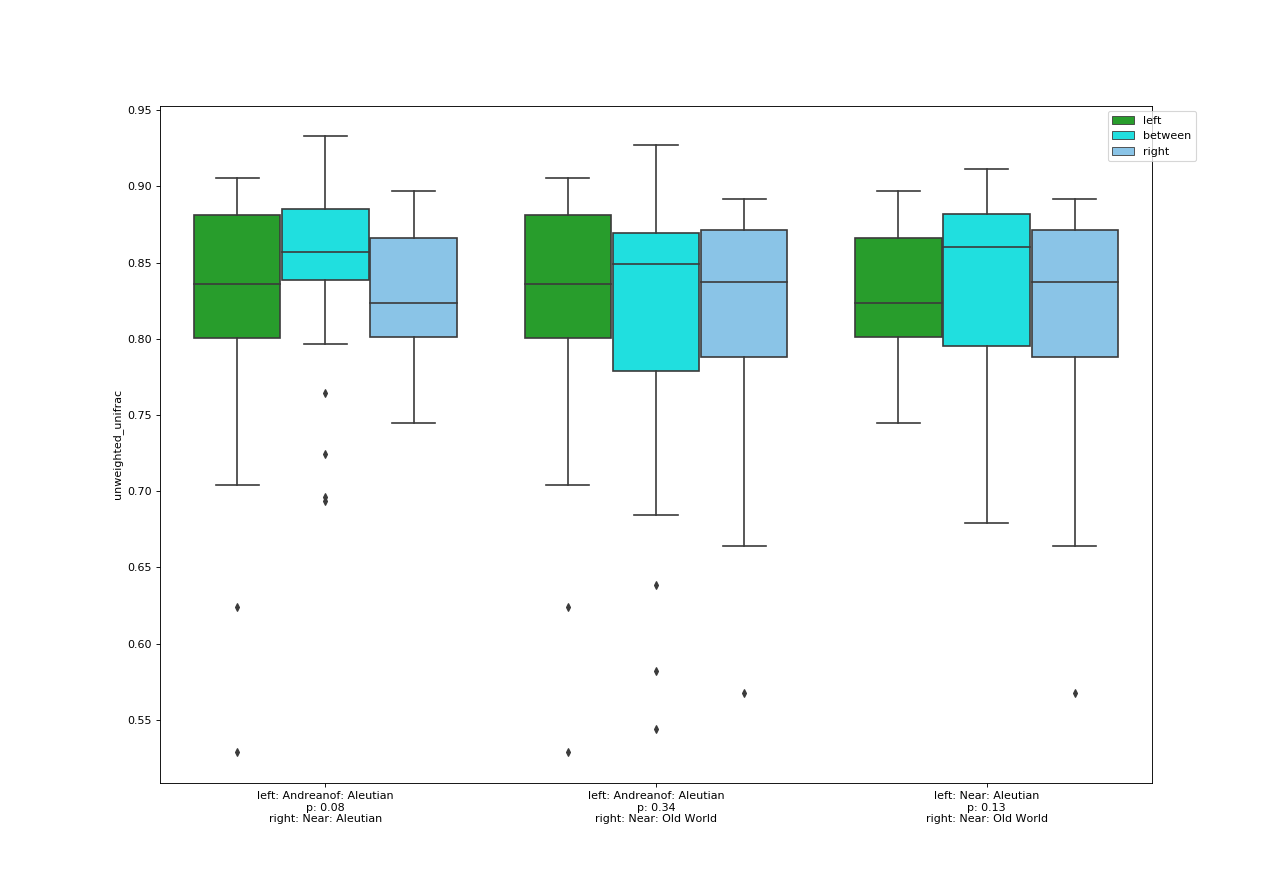 0.95
0.90
0.85
0.80
0.75
0.70
0.65
0.60
0.55
unweighted_unifrac
left
between
right
left: Andreanof: Aleutian
p: 0.08
right: Near: Aleutian
left: Andreanof: Aleutian
p: 0.34
right: Near: Old World
left: Near: Aleutian
p: 0.13
right: Near: Old World